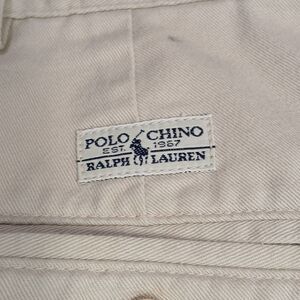 POLO CHINO
EST. 1967
RALPH LAUREN